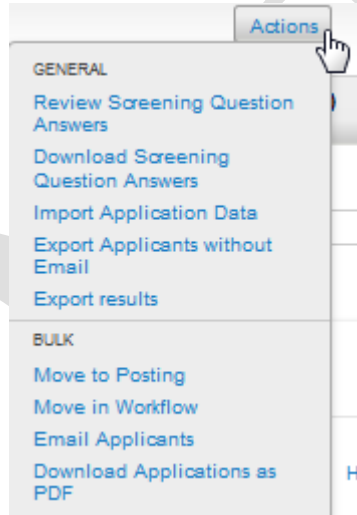 Actions
GENERAL
Review Screening Question
Answers
Download Screening
Question Answers
Import Application Data
Export Applicants without
Email
Export results
BULK
Move to Posting
Move in Workflow
Email Applicants
Download Applications as
PDF
H